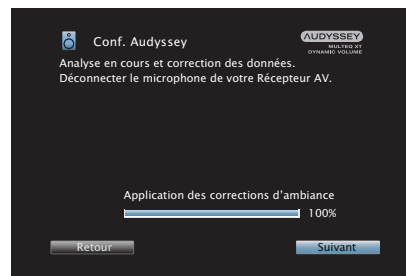 Conf. Audyssey
AUDYSSEY
MULTEQ XT
DYNAMIC VOLUME
Analyse en cours et correction des données.
Déconnecter le microphone de votre Récepteur AV.
Application des corrections d’ambiance
100%
Retour
Suivant